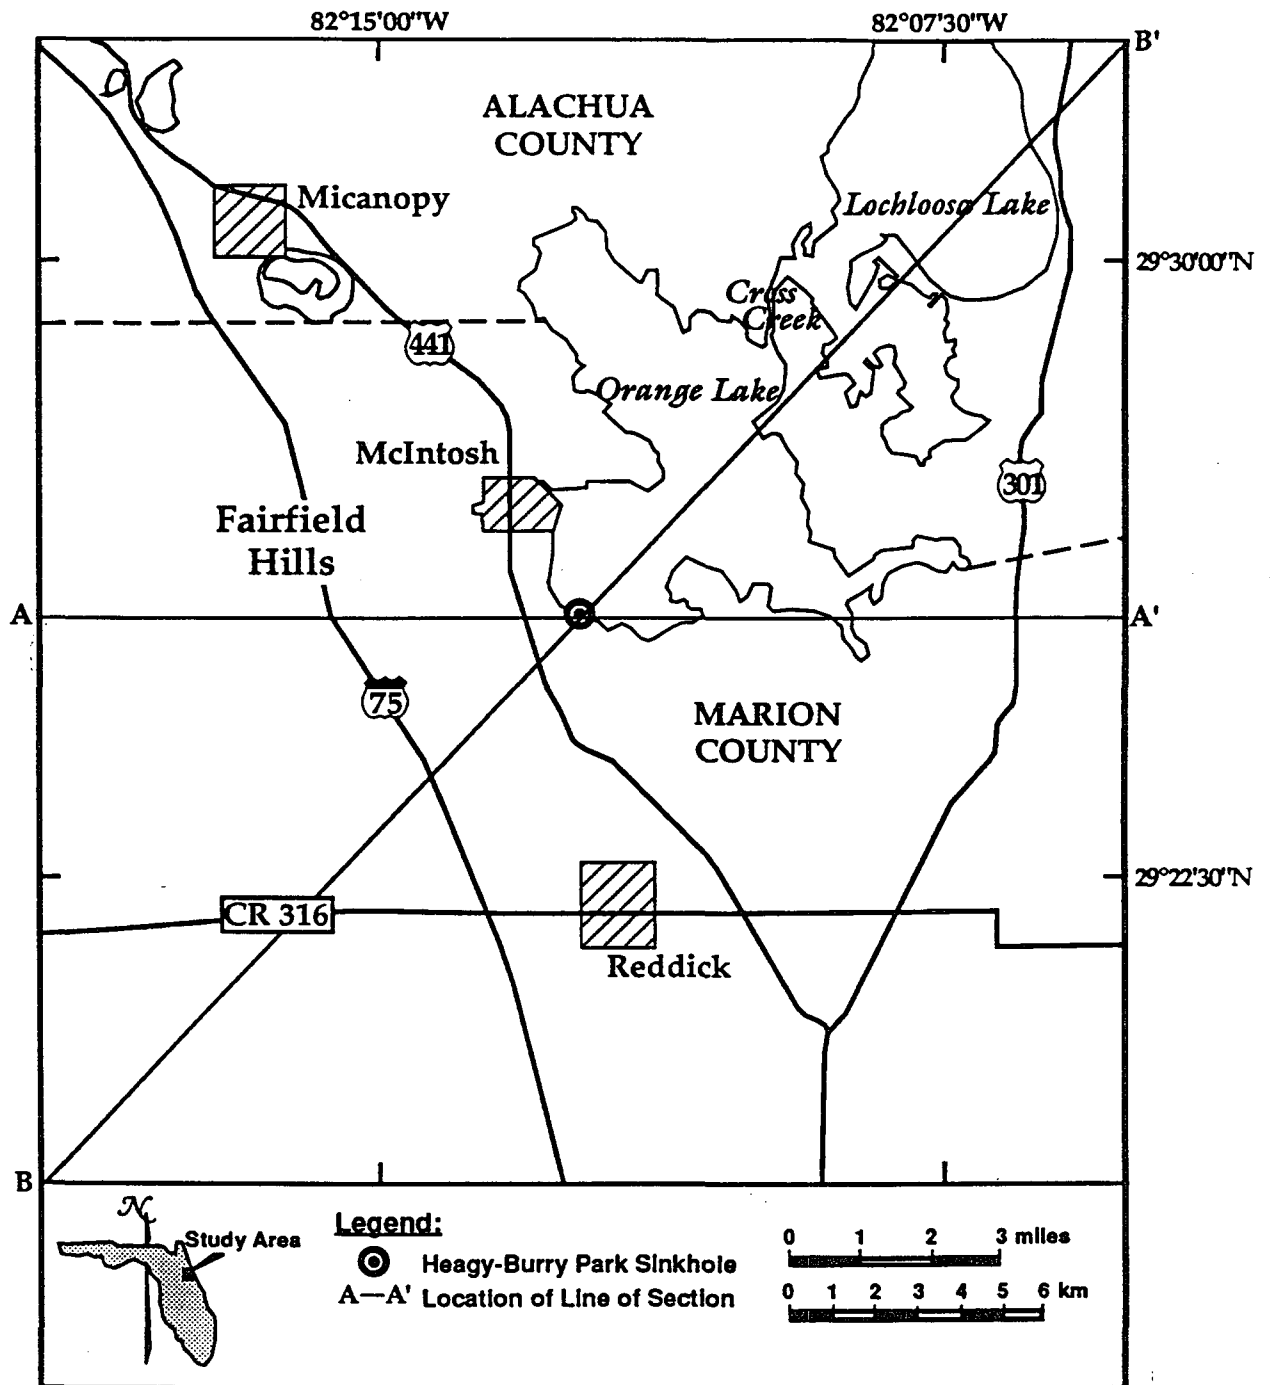 82°15'00"W
82°07'30"W
B'
ALACHUA
COUNTY
Micanopy
Lochloosa Lake
29°30'00"N
Cross
Creek
441
Orange Lake
McIntosh
301
Fairfield
Hills
A
A'
75
MARION
COUNTY
29°22'30"N
CR 316
Reddick
B
N
Study Area
Legend:
Heagy-Burry Park Sinkhole
A—A' Location of Line of Section
0 1 2 3 miles
0 1 2 3 4 5 6 km